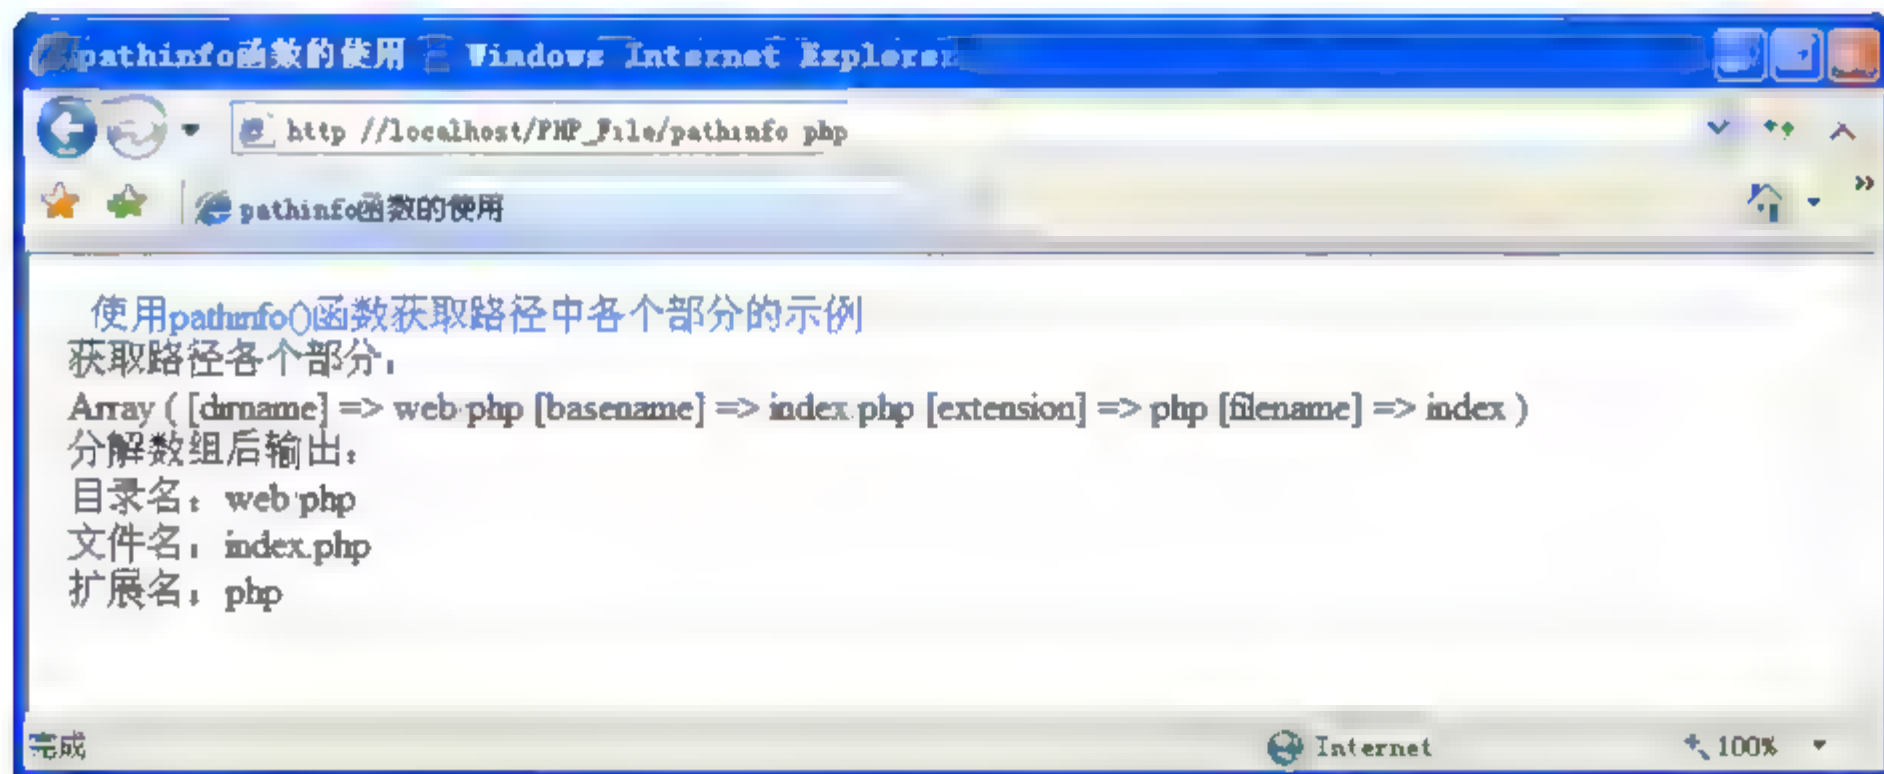 pathinfo函数的使用 - Windows Internet Explorer
http://localhost/PHP_File/pathinfo.php
pathinfo函数的使用
使用pathinfo()函数获取路径中各个部分的示例
获取路径各个部分:
Array ( [dirname] => web php [basename] => index.php [extension] => php [filename] => index )
分解数组后输出:
目录名: web php
文件名: index.php
扩展名: php
完成
Internet
100%